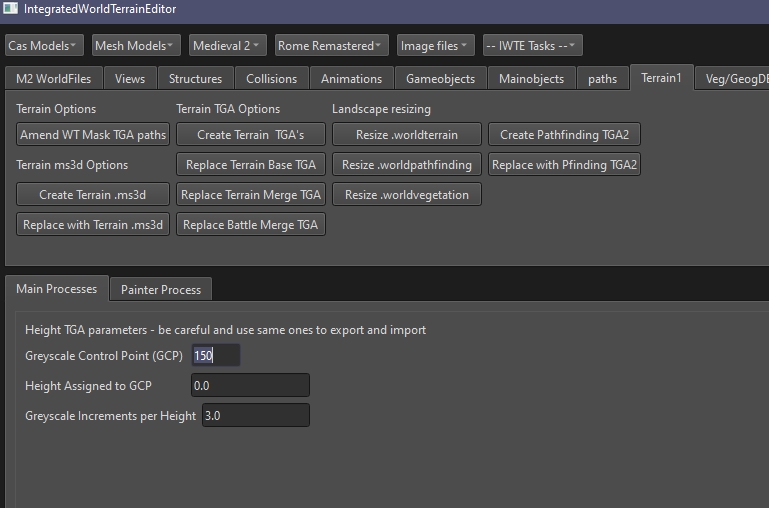 IntegratedWorldTerrainEditor
Cas Models Mesh Models Medieval 2 Rome Remastered Image files -- IWTE Tasks --
M2 WorldFiles Views Structures Collisions Animations Gameobjects Mainobjects paths Terrain1 Veg/GeogDB
Terrain Options Terrain TGA Options Landscape resizing
Amend WT Mask TGA paths Create Terrain TGA's Resize .worldterrain Create Pathfinding TGA2
Terrain ms3d Options Replace Terrain Base TGA Resize .worldpathfinding Replace with Pfinding TGA2
Create Terrain .ms3d Replace Terrain Merge TGA Resize .worldvegetation
Replace with Terrain .ms3d Replace Battle Merge TGA
Main Processes Painter Process
Height TGA parameters - be careful and use same ones to export and import
Greyscale Control Point (GCP) 150
Height Assigned to GCP 0.0
Greyscale Increments per Height 3.0